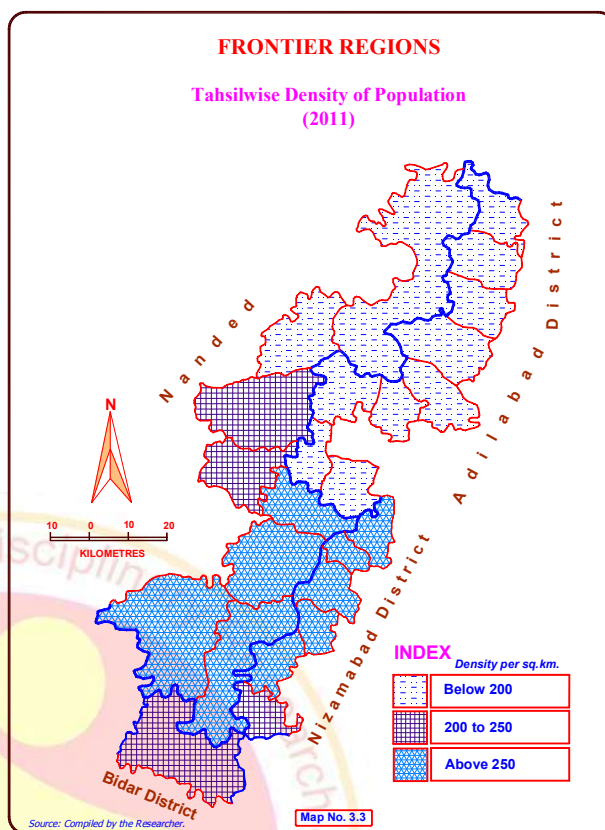 FRONTIER REGIONS
Tahsilwise Density of Population
(2011)
Nanded
Adilabad District
N
10 0 10 20
KILOMETRES
Nizamabad District
INDEX
Density per sq.km.
Below 200
200 to 250
Above 250
Bidar District
Map No. 3.3
Source: Compiled by the Researcher.